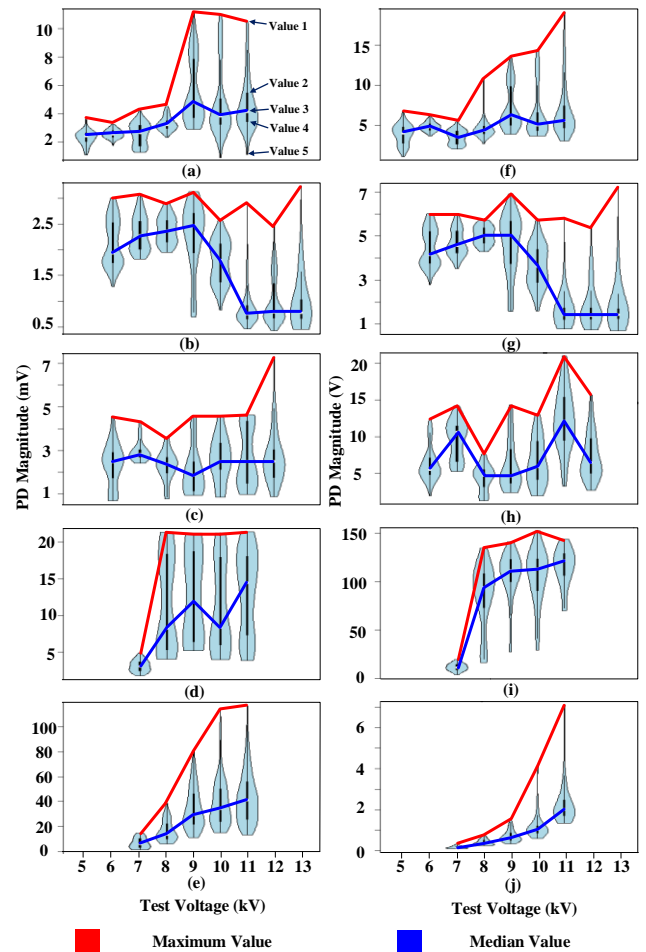 10
8
6
4
2
Value 1
Value 2
Value 3
Value 4
Value 5
(a)
15
10
5
(f)
2.5
1.5
0.5
(b)
7
5
3
1
(g)
PD Magnitude (mV)
7
5
3
1
(c)
PD Magnitude (V)
20
15
10
5
(h)
20
15
10
5
(d)
150
100
50
0
(i)
100
80
60
40
20
0
5 6 7 8 9 10 11 12 13
(e)
Test Voltage (kV)
6
4
2
0
5 6 7 8 9 10 11 12 13
(j)
Test Voltage (kV)
Maximum Value
Median Value